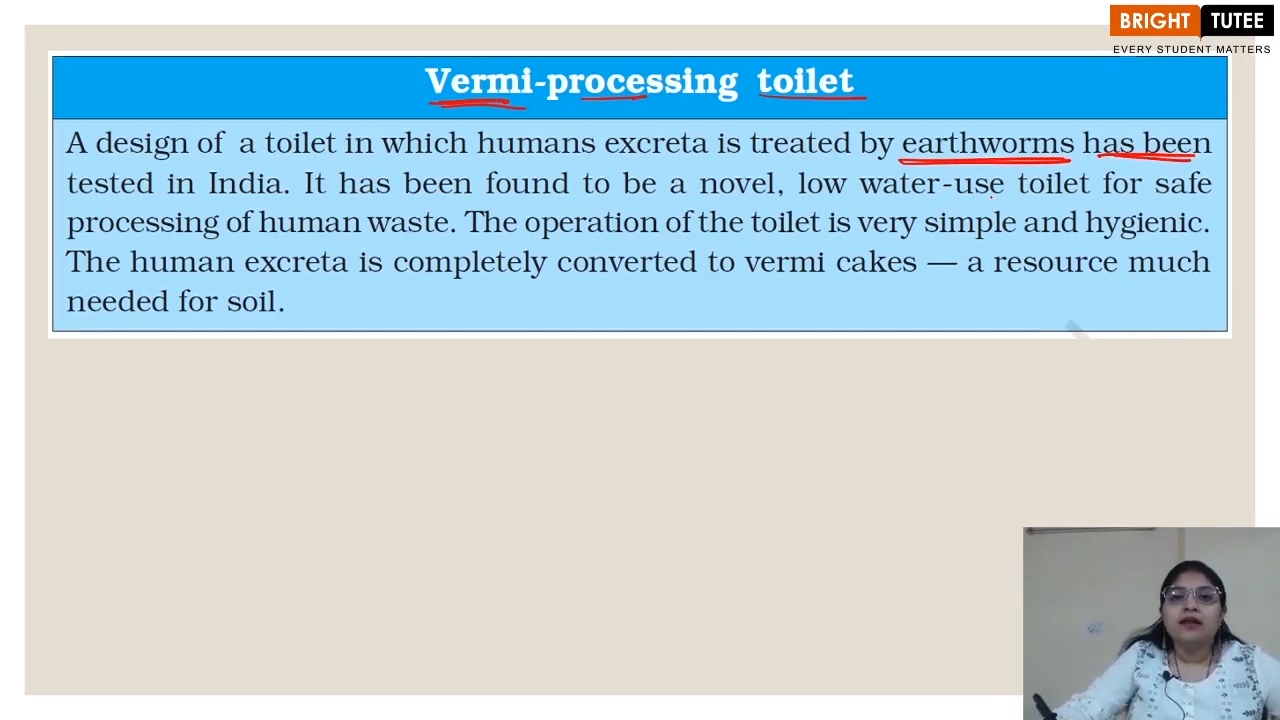 BRIGHT TUTEE
EVERY STUDENT MATTERS
Vermi-processing toilet
A design of a toilet in which humans excreta is treated by earthworms has been
tested in India. It has been found to be a novel, low water-use toilet for safe
processing of human waste. The operation of the toilet is very simple and hygienic.
The human excreta is completely converted to vermi cakes — a resource much
needed for soil.